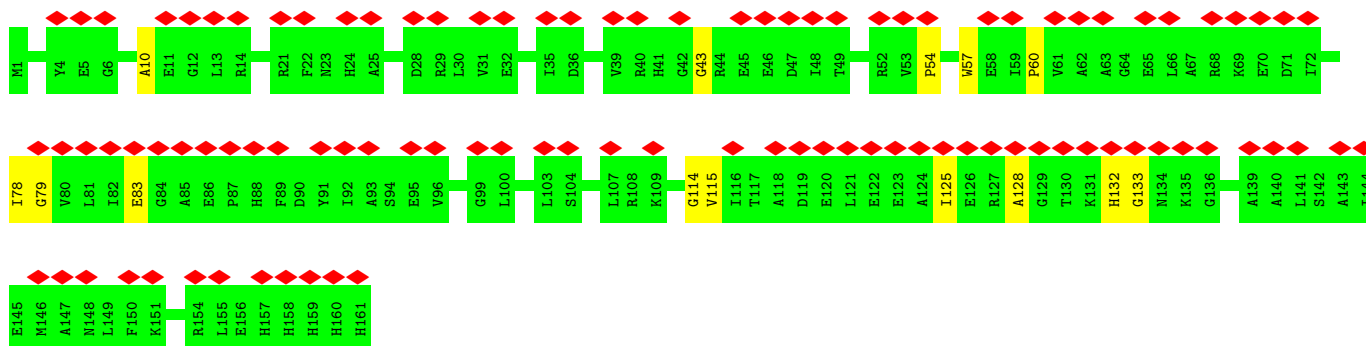 M1 Y4 E5 G6 A10 E11 G12 L13 R14 R21 F22 N23 H24 A25 D28 R29 L30 V31 E32 I35 D36 V39 R40 H41 G42 G43 R44 E45 E46 D47 I48 T49 R52 V53 P54 W57 E58 I59 P60 V61 A62 A63 G64 E65 L66 A67 R68 K69 E70 D71 I72
I78 G79 V80 L81 I82 E83 G84 A85 E86 P87 H88 F89 D90 Y91 I92 A93 S94 E95 V96 G99 L100 L103 S104 L107 R108 K109 G114 V115 I116 T117 A118 D119 E120 L121 E122 E123 A124 I125 E126 R127 A128 G129 T130 K131 H132 G133 N134 K135 G136 A139 A140 L141 S142 A143 I144
E145 M146 A147 N148 L149 F150 K151 R154 L155 E156 H157 H158 H159 H160 H161